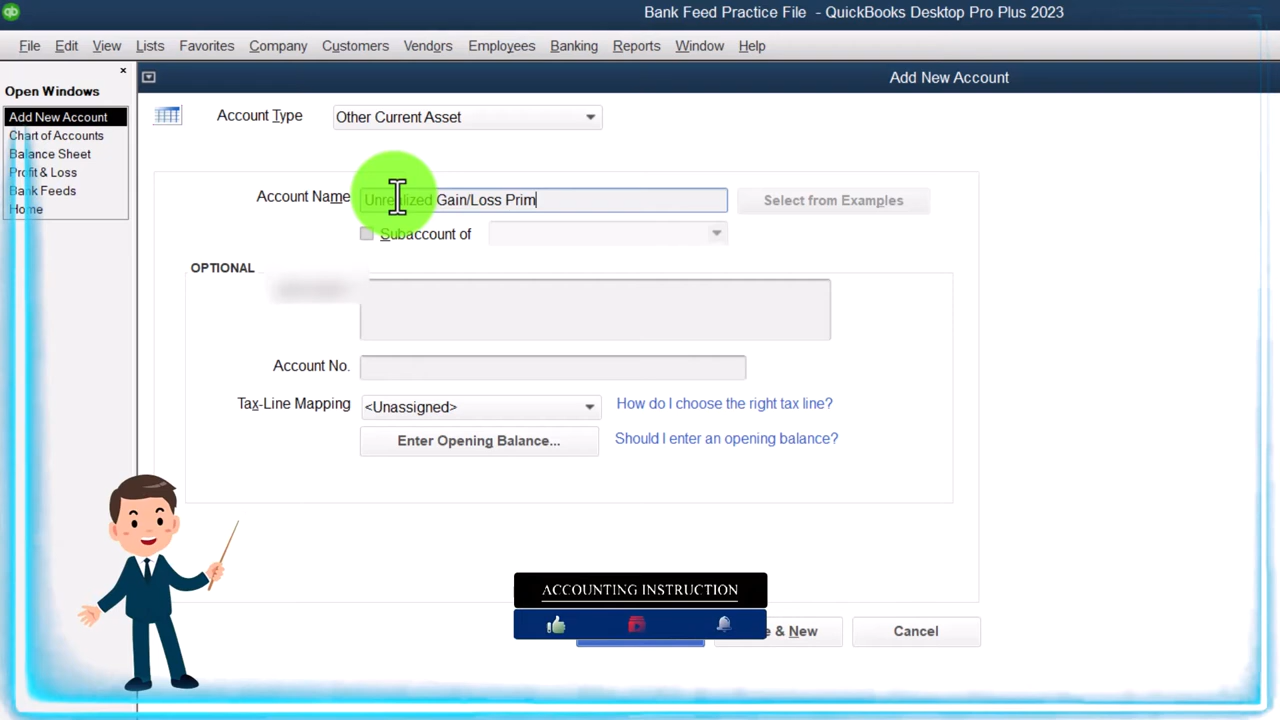 Bank Feed Practice File - QuickBooks Desktop Pro Plus 2023
File Edit View Lists Favorites Company Customers Vendors Employees Banking Reports Window Help
Open Windows
Add New Account
Chart of Accounts
Balance Sheet
Profit & Loss
Bank Feeds
Home
Add New Account
Account Type Other Current Asset
Account Name Unrealized Gain/Loss Prim Select from Examples
Subaccount of
OPTIONAL
Account No.
Tax-Line Mapping <Unassigned> How do I choose the right tax line?
Enter Opening Balance... Should I enter an opening balance?
ACCOUNTING INSTRUCTION
& New Cancel